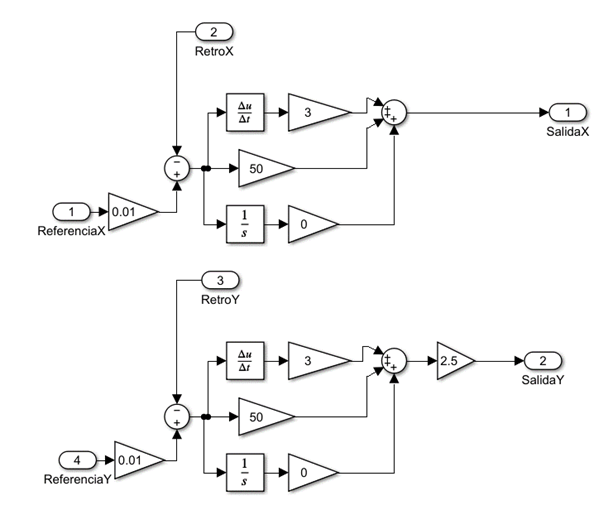 2
RetroX
Δu
Δt
3
1
SalidaX
−
+
+
+
+
50
1
ReferenciaX
0.01
1
s
0
3
RetroY
Δu
Δt
3
2.5
2
SalidaY
−
+
+
+
+
50
4
ReferenciaY
0.01
1
s
0